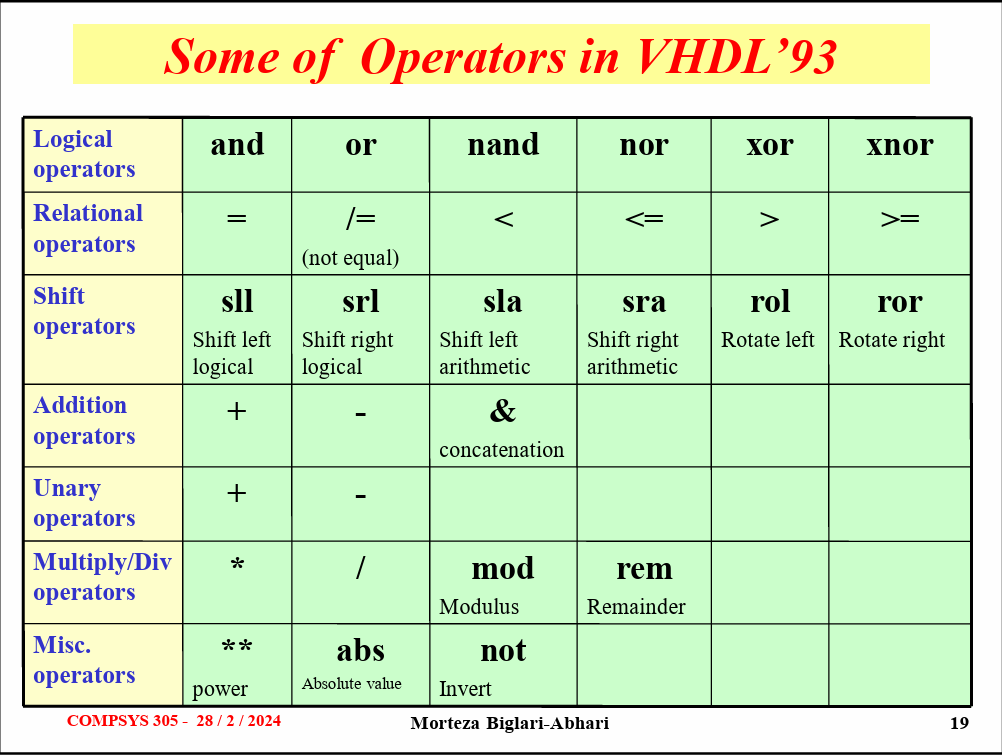 Some of Operators in VHDL’93
Logical operators and or nand nor xor xnor
Relational operators = /= (not equal) < <= > >=
Shift operators sll Shift left logical srl Shift right logical sla Shift left arithmetic sra Shift right arithmetic rol Rotate left ror Rotate right
Addition operators + - & concatenation
Unary operators + -
Multiply/Div operators * / mod Modulus rem Remainder
Misc. operators ** power abs Absolute value not Invert
COMPSYS 305 - 28 / 2 / 2024 Morteza Biglari-Abhari 19